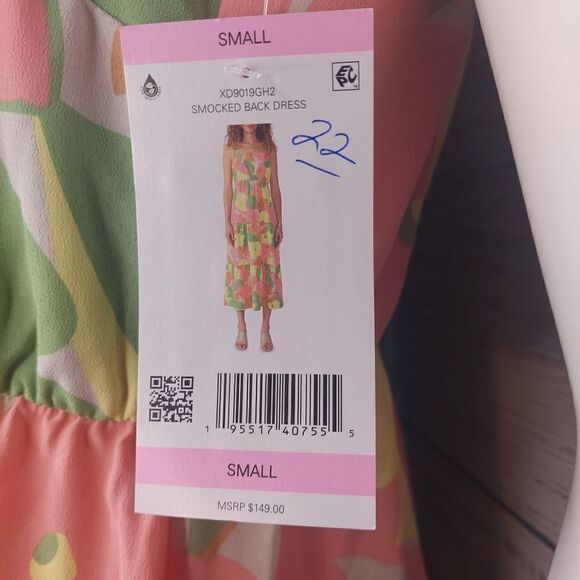 SMALL
XD9019GH2
SMOCKED BACK DRESS
22
1 95517 40755 5
SMALL
MSRP $149.00